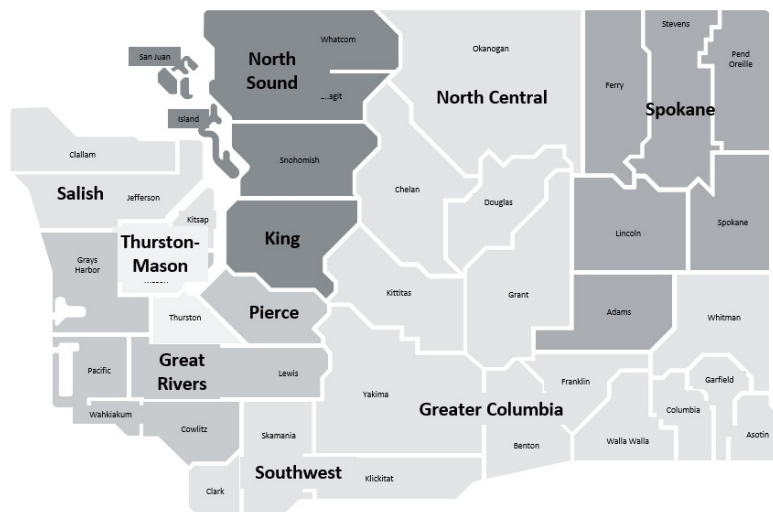 Whatcom
Stevens
San Juan
North
Sound
Okanogan
Pend
Oreille
Ferry
North Central
Spokane
agit
Island
Clallam
Snohomish
Salish
Jefferson
Chelan
Douglas
Kitsap
Spokane
Lincoln
Thurston-
Mason
King
Grays
Harbor
Kittitas
Grant
Thurston
Pierce
Adams
Whitman
Great
Rivers
Pacific
Lewis
Yakima
Franklin
Garfield
Greater Columbia
Columbia
Wahkiakum
Cowlitz
Skamania
Benton
Walla Walla
Asotin
Southwest
Clark
Klickitat